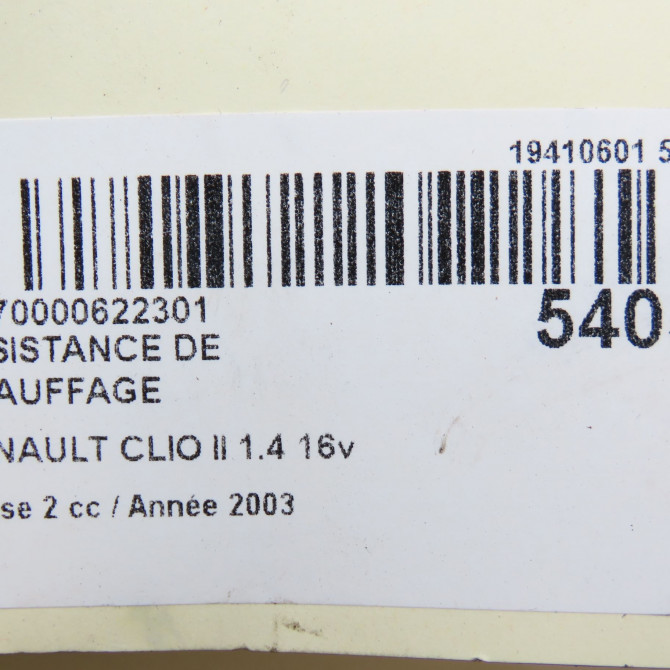 19410601 5
70000622301
540
SISTANCE DE
AUFFAGE
NAULT CLIO II 1.4 16v
se 2 cc / Année 2003